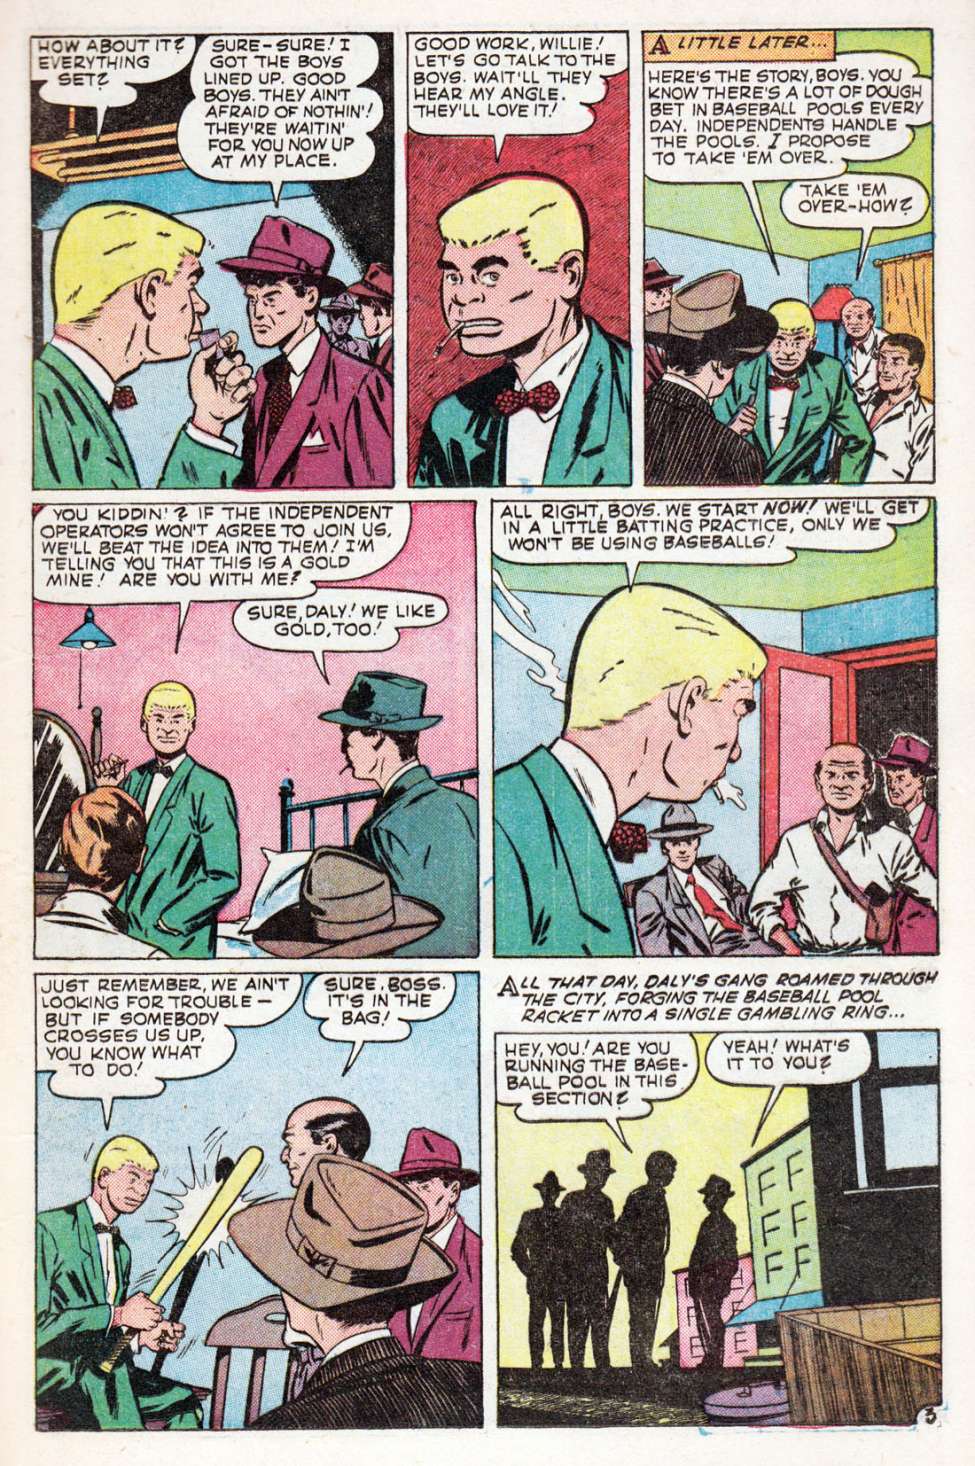 HOW ABOUT IT?
EVERYTHING
SET?
SURE-SURE! I
GOT THE BOYS
LINED UP. GOOD
BOYS. THEY AIN'T
AFRAID OF NOTHIN'!
THEY'RE WAITIN'
FOR YOU NOW UP
AT MY PLACE.
GOOD WORK, WILLIE!
LET'S GO TALK TO THE
BOYS. WAIT'LL THEY
HEAR MY ANGLE.
THEY'LL LOVE IT!
A LITTLE LATER...
HERE'S THE STORY, BOYS. YOU
KNOW THERE'S A LOT OF DOUGH
BET IN BASEBALL POOLS EVERY
DAY. INDEPENDENTS HANDLE
THE POOLS. I PROPOSE
TO TAKE 'EM OVER.
TAKE 'EM
OVER-HOW?
YOU KIDDIN'? IF THE INDEPENDENT
OPERATORS WON'T AGREE TO JOIN US,
WE'LL BEAT THE IDEA INTO THEM! I'M
TELLING YOU THAT THIS IS A GOLD
MINE! ARE YOU WITH ME?
SURE, DALY! WE LIKE
GOLD, TOO!
ALL RIGHT, BOYS. WE START NOW! WE'LL GET
IN A LITTLE BATTING PRACTICE, ONLY WE
WON'T BE USING BASEBALLS!
JUST REMEMBER, WE AIN'T
LOOKING FOR TROUBLE —
BUT IF SOMEBODY
CROSSES US UP,
YOU KNOW WHAT
TO DO!
SURE, BOSS.
IT'S IN THE
BAG!
ALL THAT DAY, DALY'S GANG ROAMED THROUGH
THE CITY, FORGING THE BASEBALL POOL
RACKET INTO A SINGLE GAMBLING RING...
HEY, YOU! ARE YOU
RUNNING THE BASE-
BALL POOL IN THIS
SECTION?
YEAH! WHAT'S
IT TO YOU?
3